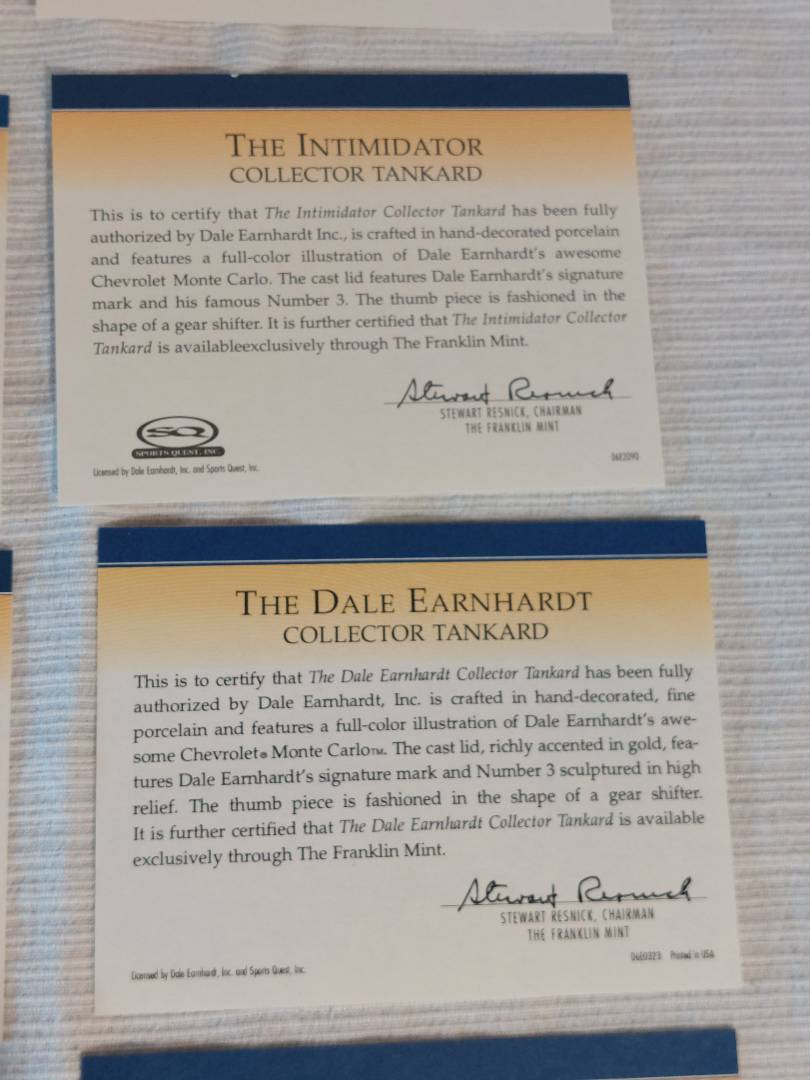 THE INTIMIDATOR
COLLECTOR TANKARD
This is to certify that The Intimidator Collector Tankard has been fully
authorized by Dale Earnhardt Inc., is crafted in hand-decorated porcelain
and features a full-color illustration of Dale Earnhardt's awesome
Chevrolet Monte Carlo. The cast lid features Dale Earnhardt's signature
mark and his famous Number 3. The thumb piece is fashioned in the
shape of a gear shifter. It is further certified that The Intimidator Collector
Tankard is availableexclusively through The Franklin Mint.
Stewart Resnick
STEWART RESNICK, CHAIRMAN
THE FRANKLIN MINT
SQ
SPORTS QUEST, INC.
Licensed by Dale Earnhardt, Inc. and Sports Quest, Inc.
06E2090
THE DALE EARNHARDT
COLLECTOR TANKARD
This is to certify that The Dale Earnhardt Collector Tankard has been fully
authorized by Dale Earnhardt, Inc. is crafted in hand-decorated, fine
porcelain and features a full-color illustration of Dale Earnhardt's awe-
some Chevrolet® Monte Carlo™. The cast lid, richly accented in gold, fea-
tures Dale Earnhardt's signature mark and Number 3 sculptured in high
relief. The thumb piece is fashioned in the shape of a gear shifter.
It is further certified that The Dale Earnhardt Collector Tankard is available
exclusively through The Franklin Mint.
Stewart Resnick
STEWART RESNICK, CHAIRMAN
THE FRANKLIN MINT
Printed in USA
Licensed by Dale Earnhardt, Inc. and Sports Quest, Inc.